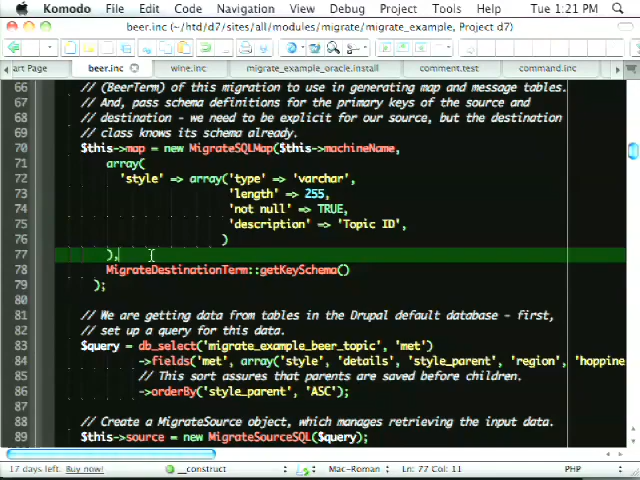 Komodo File Edit Code Navigation View Debug Project Tools Help Tue 1:21 PM
beer.inc (~/htd/d7/sites/all/modules/migrate/migrate_example, Project d7)
art Page beer.inc wine.inc migrate_example_oracle.install comment.test command.inc
66 // (BeerTerm) of this migration to use in generating map and message tables.
67 // And, pass schema definitions for the primary keys of the source and
68 // destination - we need to be explicit for our source, but the destination
69 // class knows its schema already.
70 $this->map = new MigrateSQLMap($this->machineName,
71 array(
72 'style' => array('type' => 'varchar',
73 'length' => 255,
74 'not null' => TRUE,
75 'description' => 'Topic ID',
76 )
77 ),
78 MigrateDestinationTerm::getKeySchema()
79 );
80
81 // We are getting data from tables in the Drupal default database - first,
82 // set up a query for this data.
83 $query = db_select('migrate_example_beer_topic', 'met')
84 ->fields('met', array('style', 'details', 'style_parent', 'region', 'hoppine
85 // This sort assures that parents are saved before children.
86 ->orderBy('style_parent', 'ASC');
87
88 // Create a MigrateSource object, which manages retrieving the input data.
89 $this->source = new MigrateSourceSQL($query);
17 days left. Buy now! __construct Mac-Roman Ln: 77 Col: 11 PHP